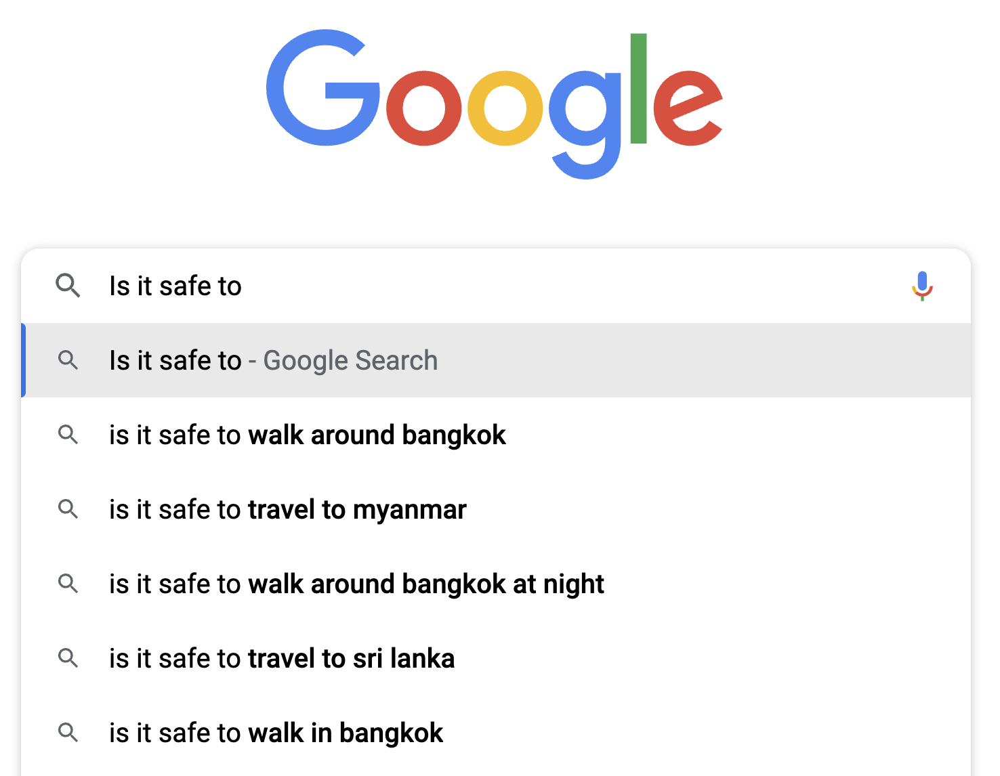 Google
Is it safe to
Is it safe to - Google Search
is it safe to walk around bangkok
is it safe to travel to myanmar
is it safe to walk around bangkok at night
is it safe to travel to sri lanka
is it safe to walk in bangkok